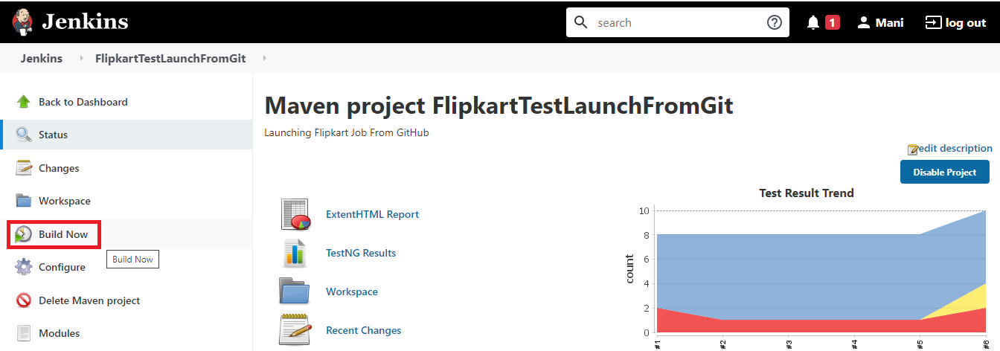 Jenkins
search
1
Mani
log out
Jenkins
FlipkartTestLaunchFromGit
Back to Dashboard
Status
Changes
Workspace
Build Now
Build Now
Configure
Delete Maven project
Modules
Maven project FlipkartTestLaunchFromGit
Launching Flipkart Job From GitHub
edit description
Disable Project
ExtentHTML Report
TestNG Results
Workspace
Recent Changes
Test Result Trend
count
10
8
6
4
2
0
#1
#2
#3
#4
#5
#6